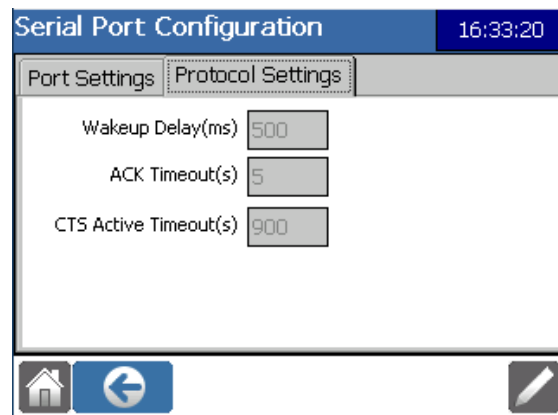 Serial Port Configuration 16:33:20
Port Settings Protocol Settings
Wakeup Delay(ms) 500
ACK Timeout(s) 5
CTS Active Timeout(s) 900